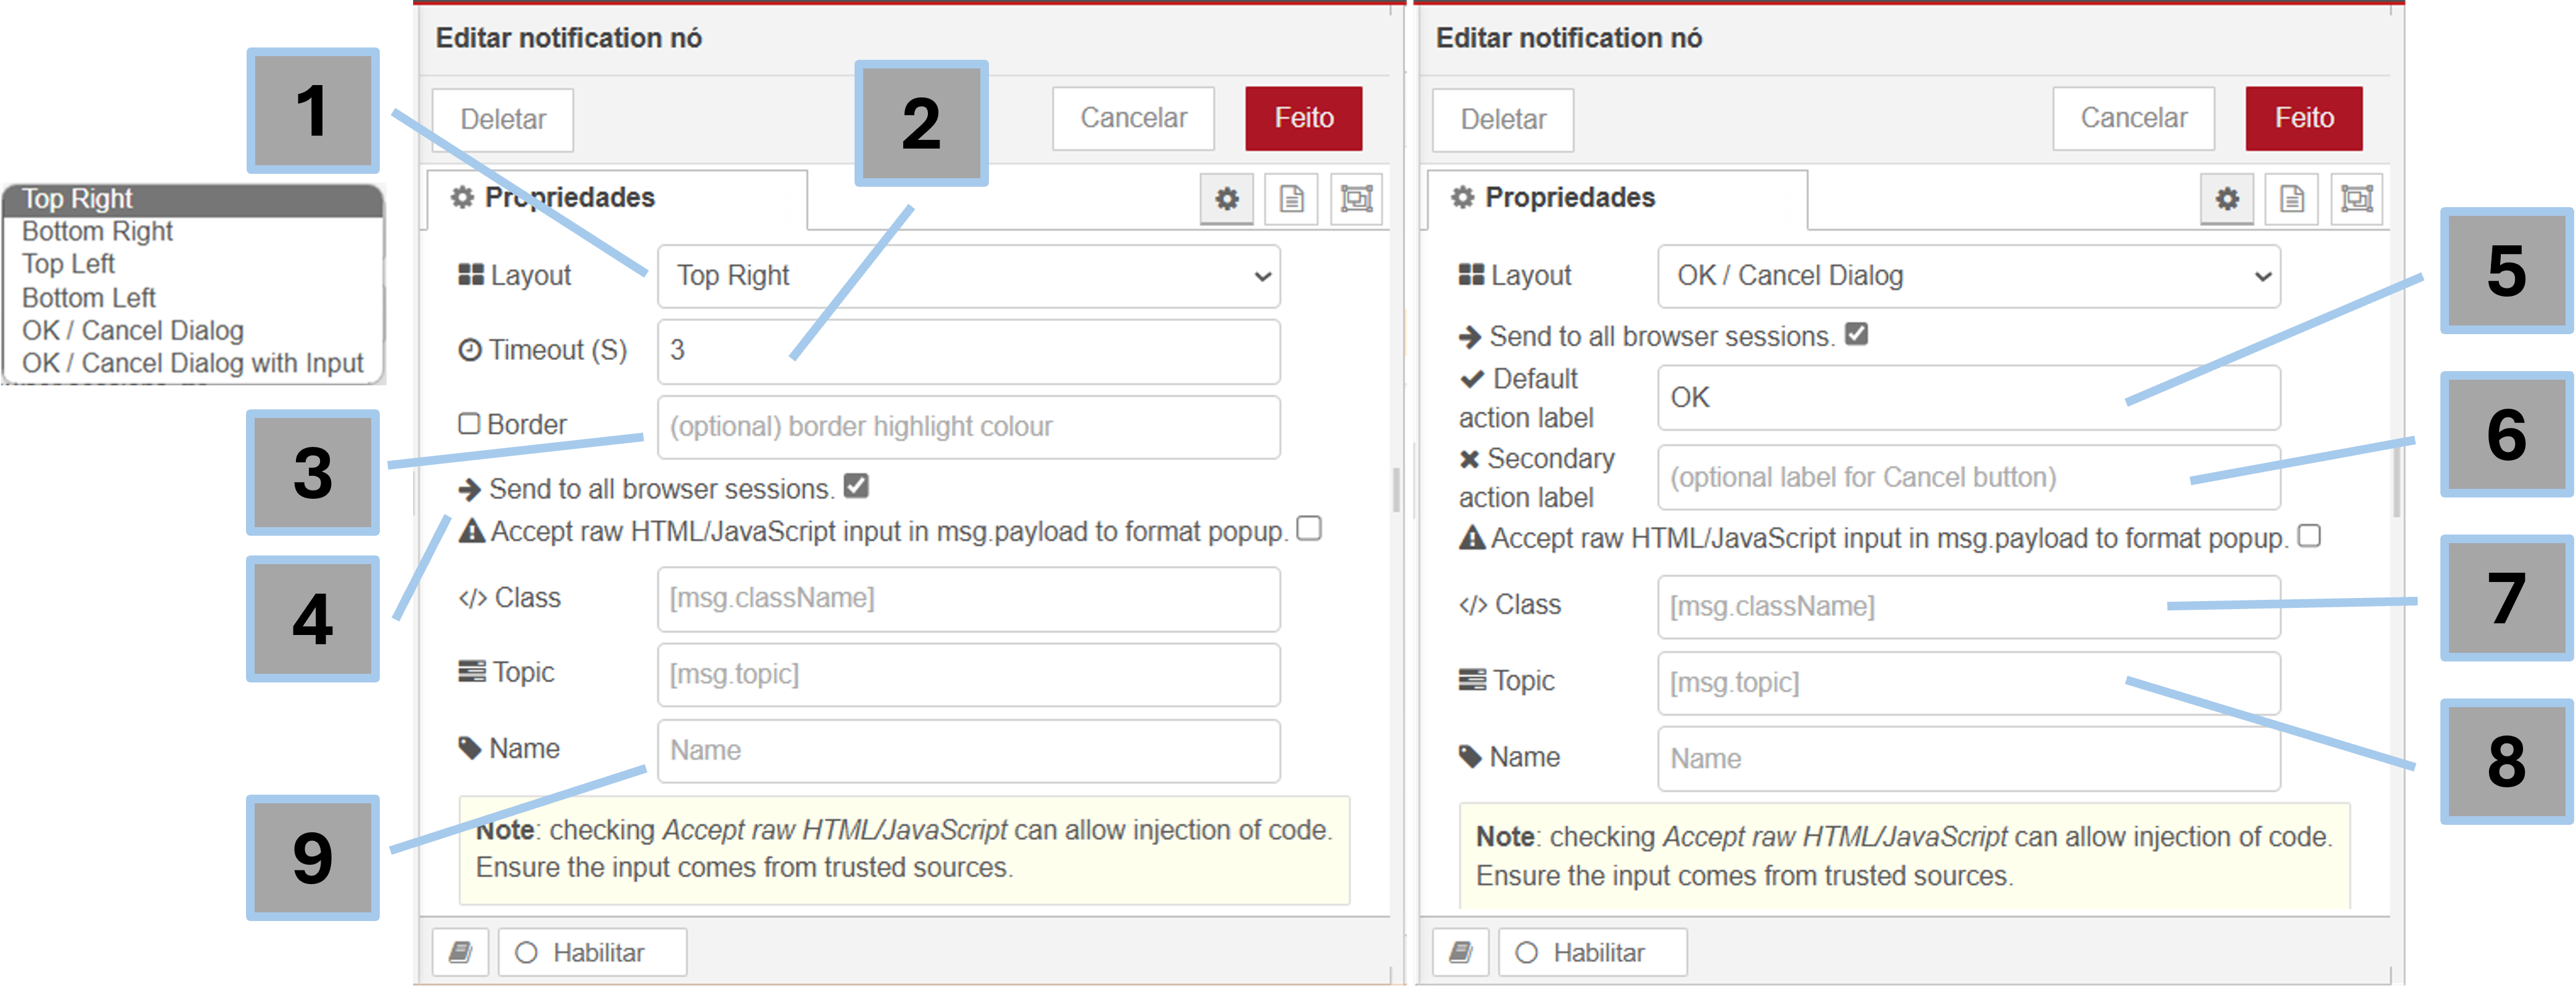 Editar notification nó
Deletar
Cancelar
Feito
Propriedades
Layout
Top Right
Timeout (S)
3
Border
(optional) border highlight colour
Send to all browser sessions.
Accept raw HTML/JavaScript input in msg.payload to format popup.
</> Class
[msg.className]
Topic
[msg.topic]
Name
Name
Note: checking Accept raw HTML/JavaScript can allow injection of code.
Ensure the input comes from trusted sources.
Habilitar
1
2
Top Right
Bottom Right
Top Left
Bottom Left
OK / Cancel Dialog
OK / Cancel Dialog with Input
3
4
9
Editar notification nó
Deletar
Cancelar
Feito
Propriedades
Layout
OK / Cancel Dialog
Send to all browser sessions.
Default
action label
OK
Secondary
action label
(optional label for Cancel button)
Accept raw HTML/JavaScript input in msg.payload to format popup.
</> Class
[msg.className]
Topic
[msg.topic]
Name
Name
Note: checking Accept raw HTML/JavaScript can allow injection of code.
Ensure the input comes from trusted sources.
Habilitar
5
6
7
8